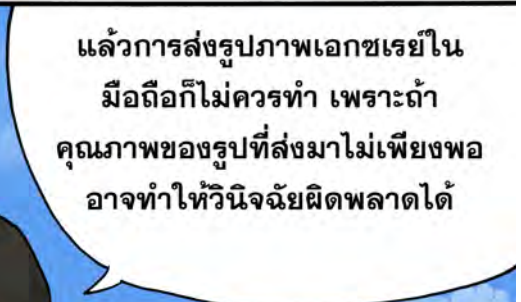 แล้วการส่งรูปภาพเอกซเรย์ใน
มือถือก็ไม่ควรทำ เพราะถ้า
คุณภาพของรูปที่ส่งมาไม่เพียงพอ
อาจทำให้วินิจฉัยผิดพลาดได้